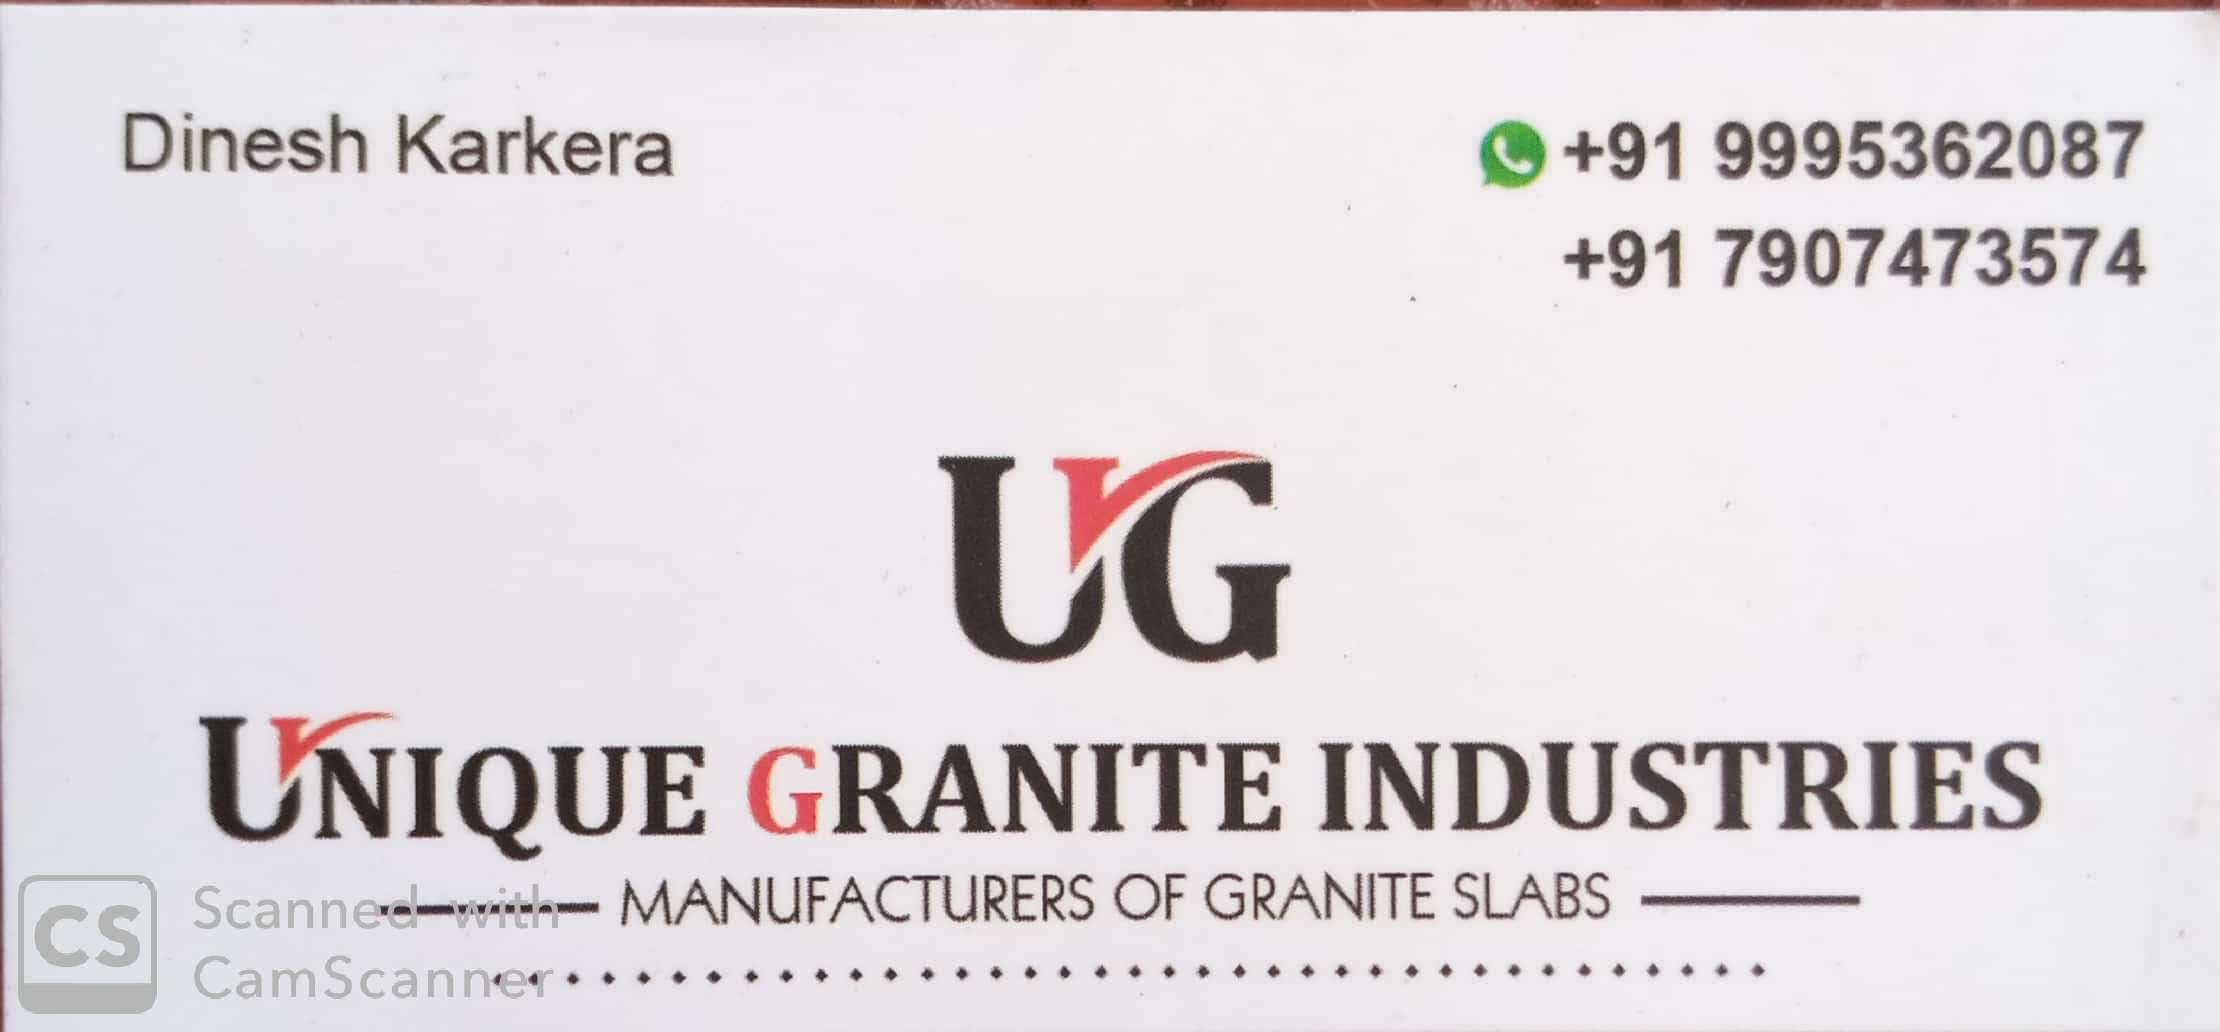 Dinesh Karkera
+91 9995362087
+91 7907473574
UG
UNIQUE GRANITE INDUSTRIES
MANUFACTURERS OF GRANITE SLABS
CS
Scanned with
CamScanner